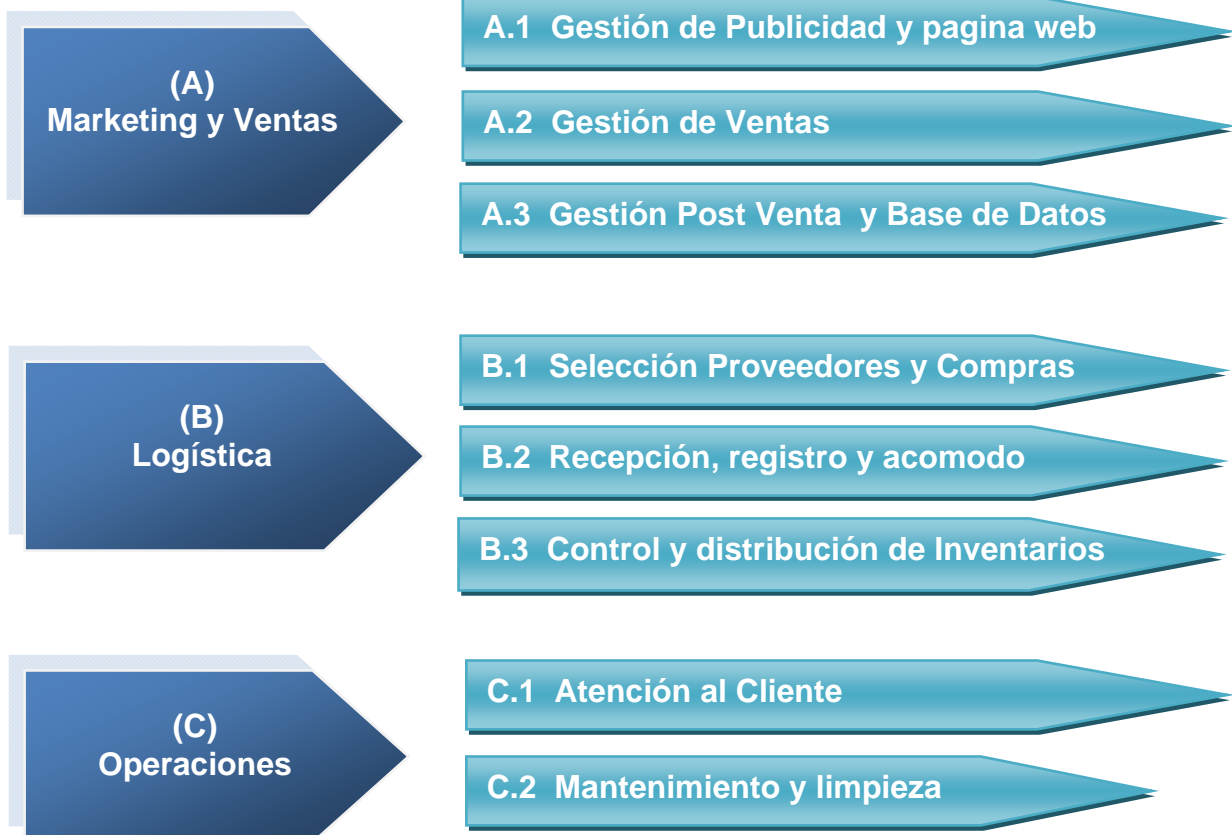 (A)
Marketing y Ventas
A.1 Gestión de Publicidad y pagina web
A.2 Gestión de Ventas
A.3 Gestión Post Venta y Base de Datos
(B)
Logística
B.1 Selección Proveedores y Compras
B.2 Recepción, registro y acomodo
B.3 Control y distribución de Inventarios
(C)
Operaciones
C.1 Atención al Cliente
C.2 Mantenimiento y limpieza